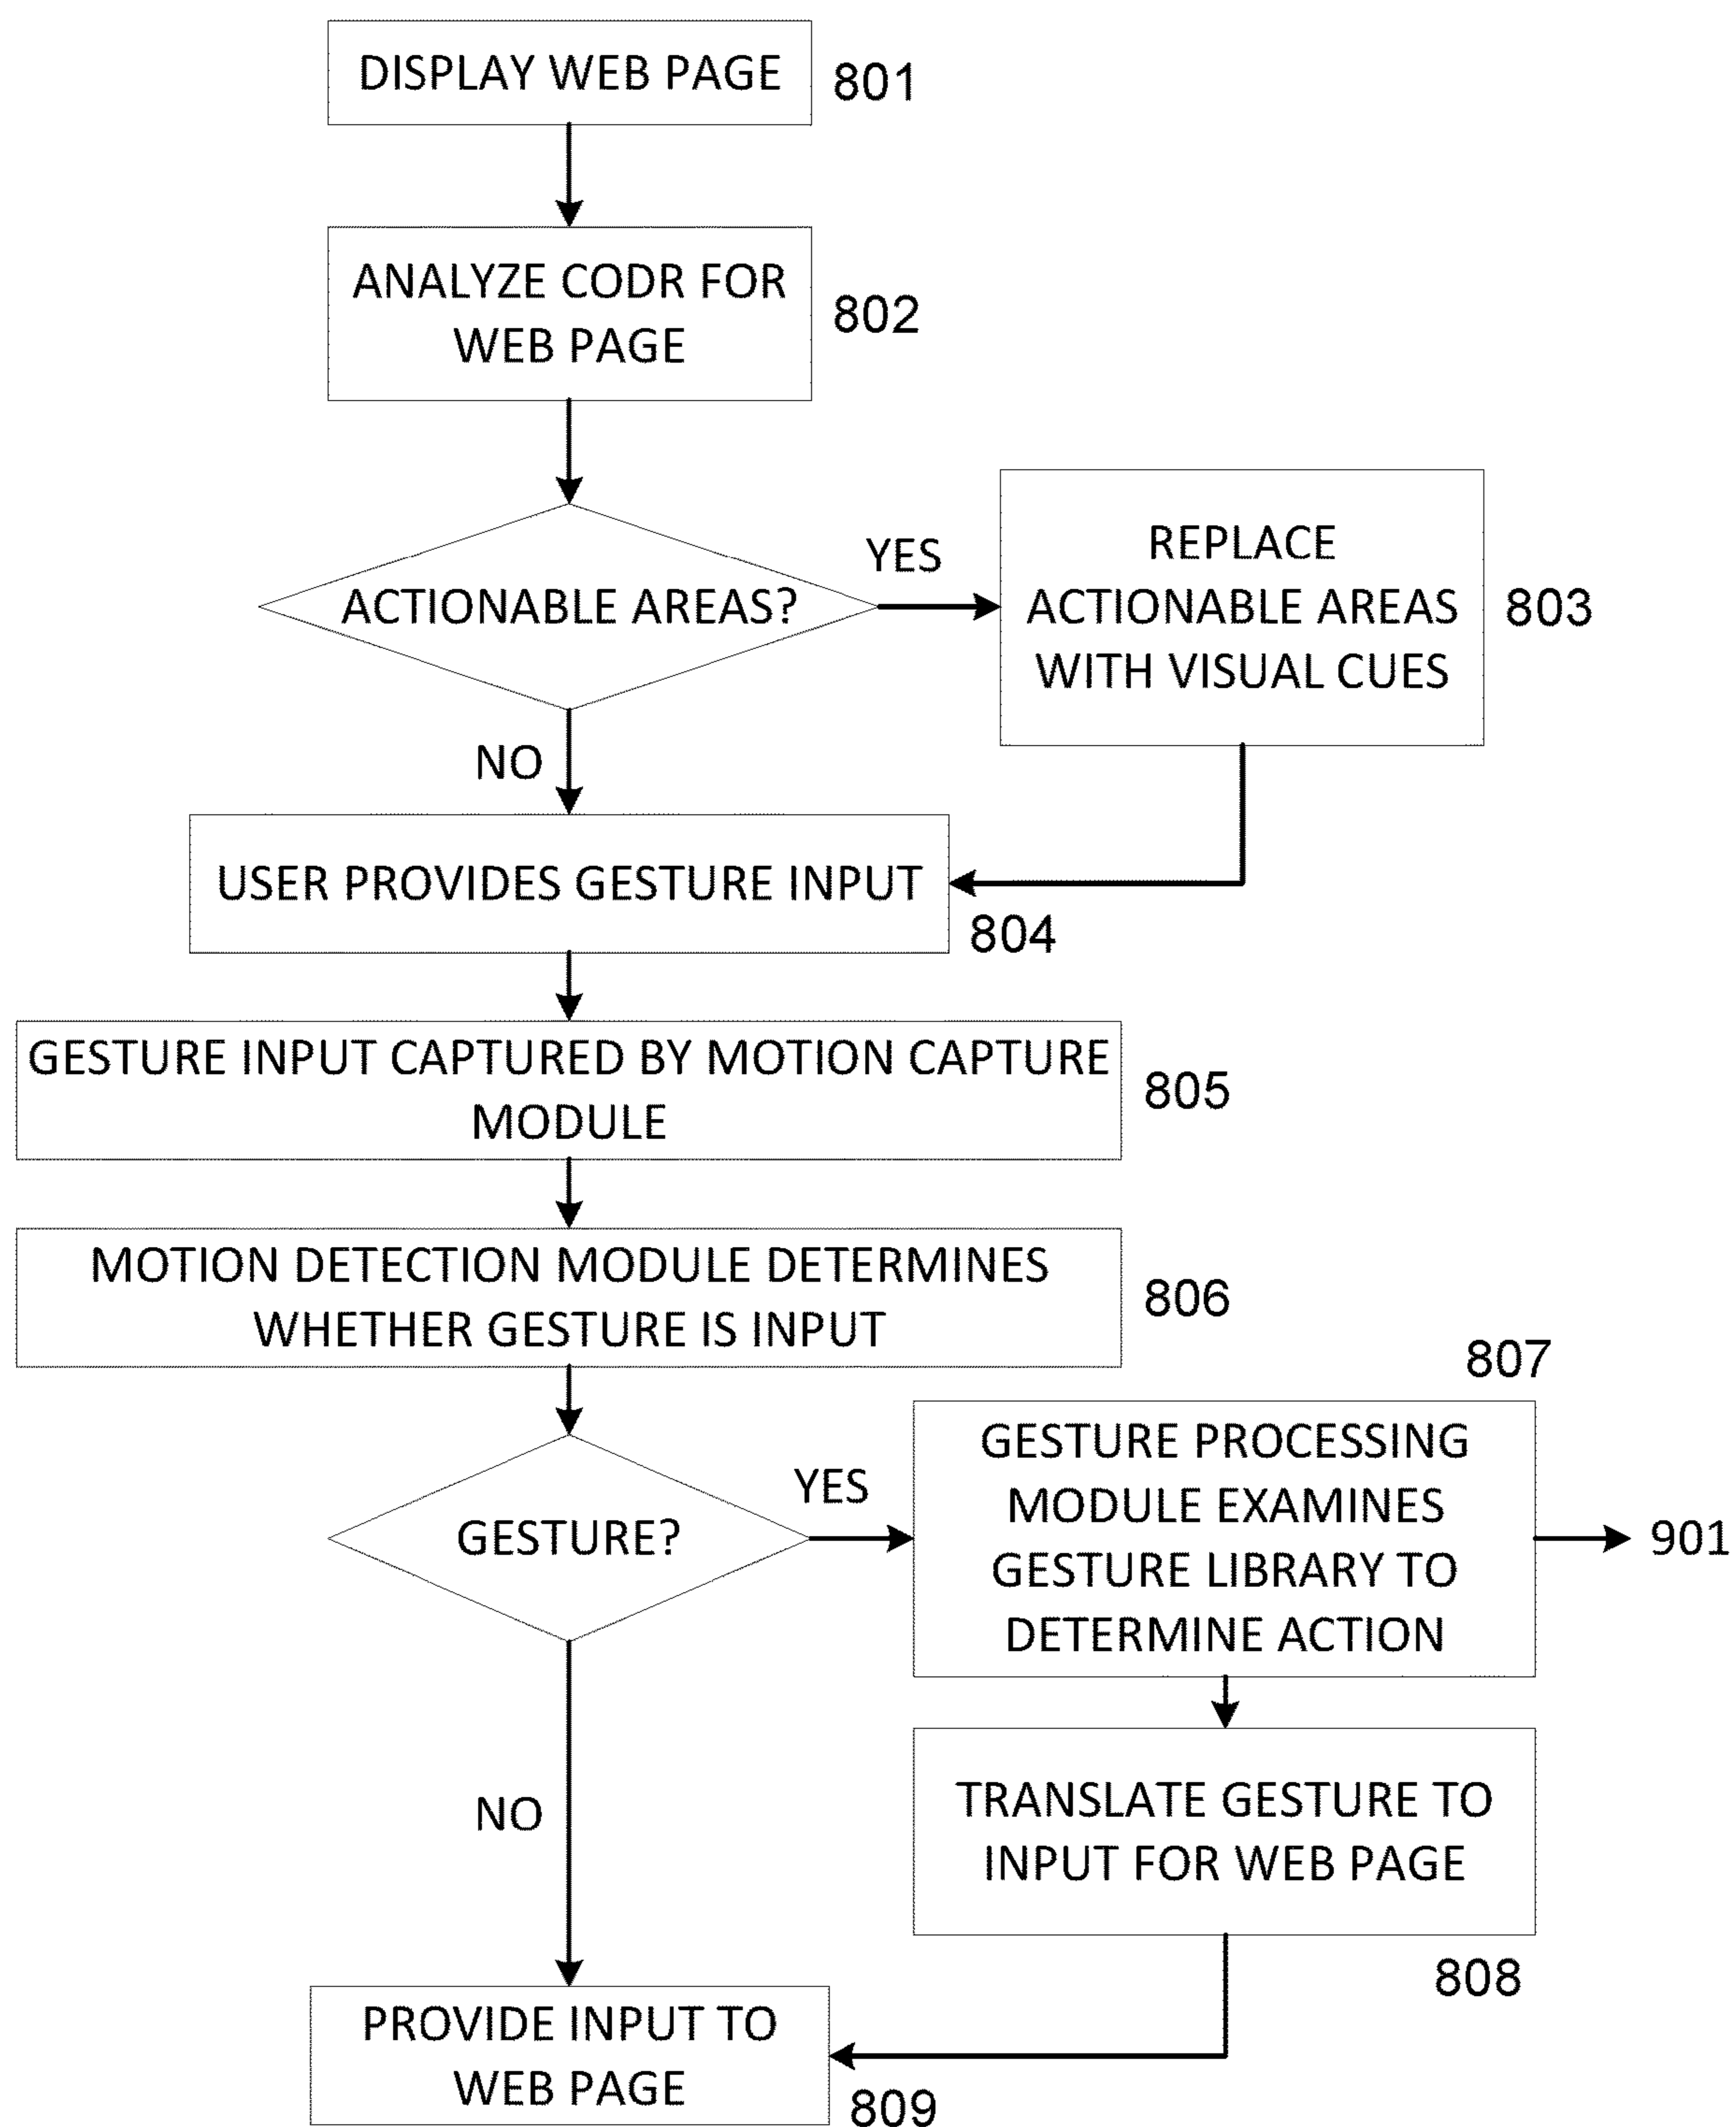 DISPLAY WEB PAGE
801
ANALYZE CODR FOR
WEB PAGE
802
ACTIONABLE AREAS?
YES
REPLACE
ACTIONABLE AREAS
WITH VISUAL CUES
803
NO
USER PROVIDES GESTURE INPUT
804
GESTURE INPUT CAPTURED BY MOTION CAPTURE
MODULE
805
MOTION DETECTION MODULE DETERMINES
WHETHER GESTURE IS INPUT
806
GESTURE?
YES
807
GESTURE PROCESSING
MODULE EXAMINES
GESTURE LIBRARY TO
DETERMINE ACTION
901
TRANSLATE GESTURE TO
INPUT FOR WEB PAGE
808
NO
PROVIDE INPUT TO
WEB PAGE
809